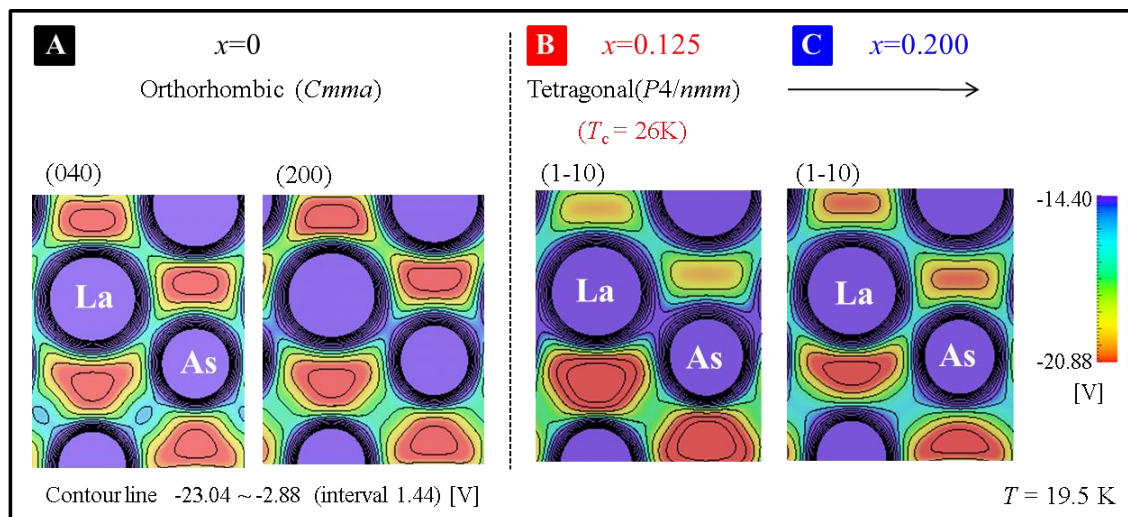 A x=0
Orthorhombic (Cmma)
(040) (200)
La
As
B x=0.125 C x=0.200
Tetragonal(P4/nmm)
(Tc = 26K)
(1-10) (1-10)
La La
As As
-14.40
-20.88
[V]
Contour line -23.04 ~ -2.88 (interval 1.44) [V]
T = 19.5 K